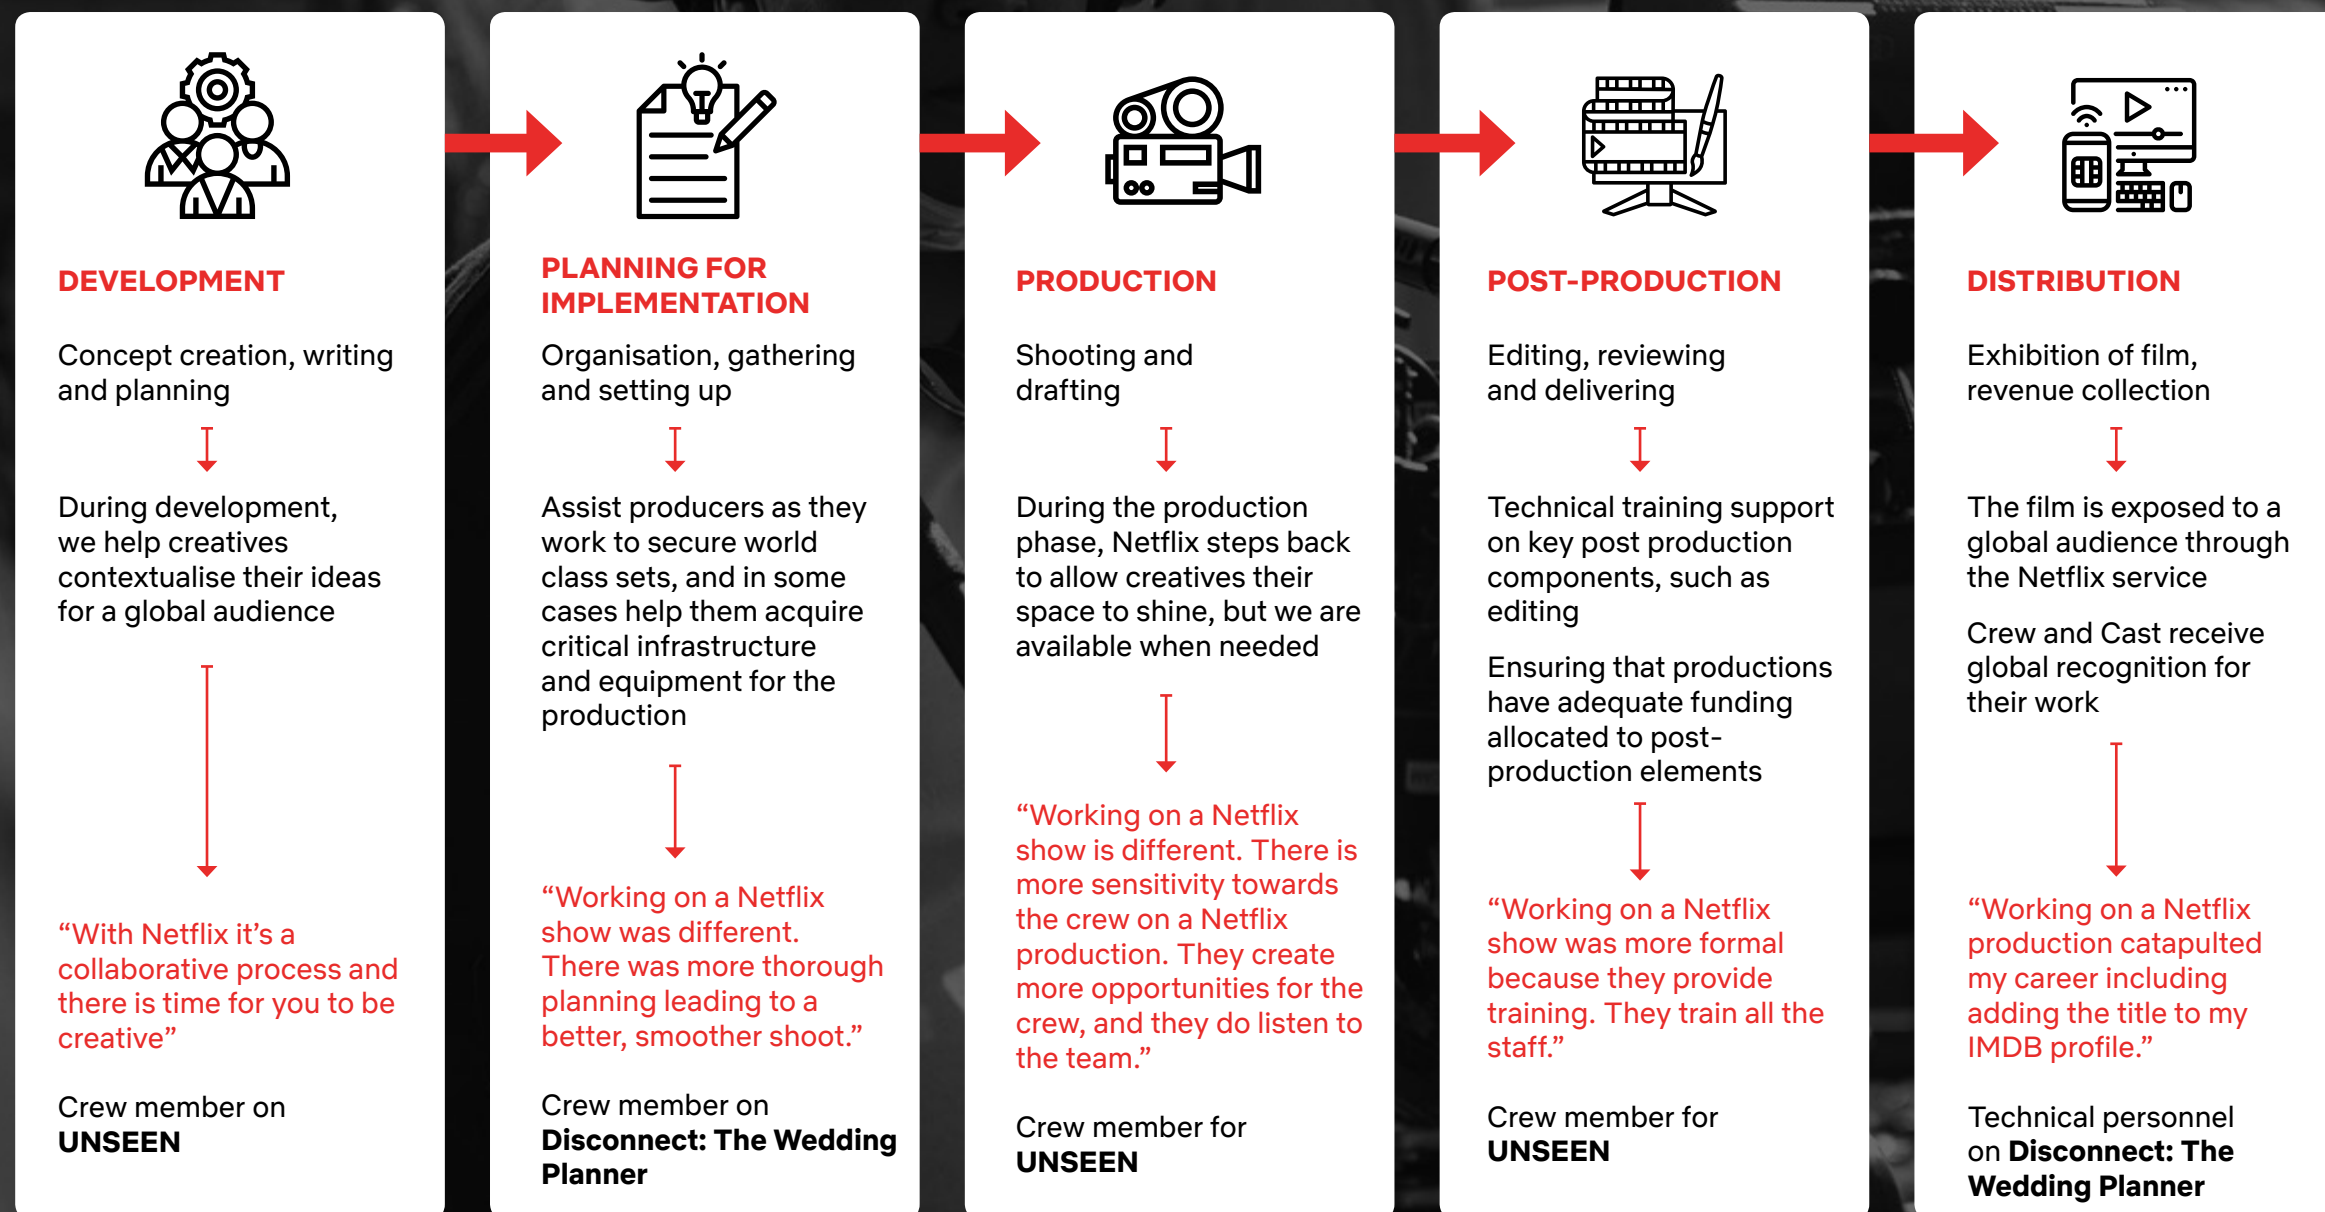 DEVELOPMENT
Concept creation, writing
and planning
During development,
we help creatives
contextualise their ideas
for a global audience
“With Netflix it’s a
collaborative process and
there is time for you to be
creative”
Crew member on
UNSEEN
PLANNING FOR
IMPLEMENTATION
Organisation, gathering
and setting up
Assist producers as they
work to secure world
class sets, and in some
cases help them acquire
critical infrastructure
and equipment for the
production
“Working on a Netflix
show was different.
There was more thorough
planning leading to a
better, smoother shoot.”
Crew member on
Disconnect: The Wedding
Planner
PRODUCTION
Shooting and
drafting
During the production
phase, Netflix steps back
to allow creatives their
space to shine, but we are
available when needed
“Working on a Netflix
show is different. There is
more sensitivity towards
the crew on a Netflix
production. They create
more opportunities for the
crew, and they do listen to
the team.”
Crew member for
UNSEEN
POST-PRODUCTION
Editing, reviewing
and delivering
Technical training support
on key post production
components, such as
editing
Ensuring that productions
have adequate funding
allocated to post-
production elements
“Working on a Netflix
show was more formal
because they provide
training. They train all the
staff.”
Crew member for
UNSEEN
DISTRIBUTION
Exhibition of film,
revenue collection
The film is exposed to a
global audience through
the Netflix service
Crew and Cast receive
global recognition for
their work
“Working on a Netflix
production catapulted
my career including
adding the title to my
IMDB profile.”
Technical personnel
on Disconnect: The
Wedding Planner